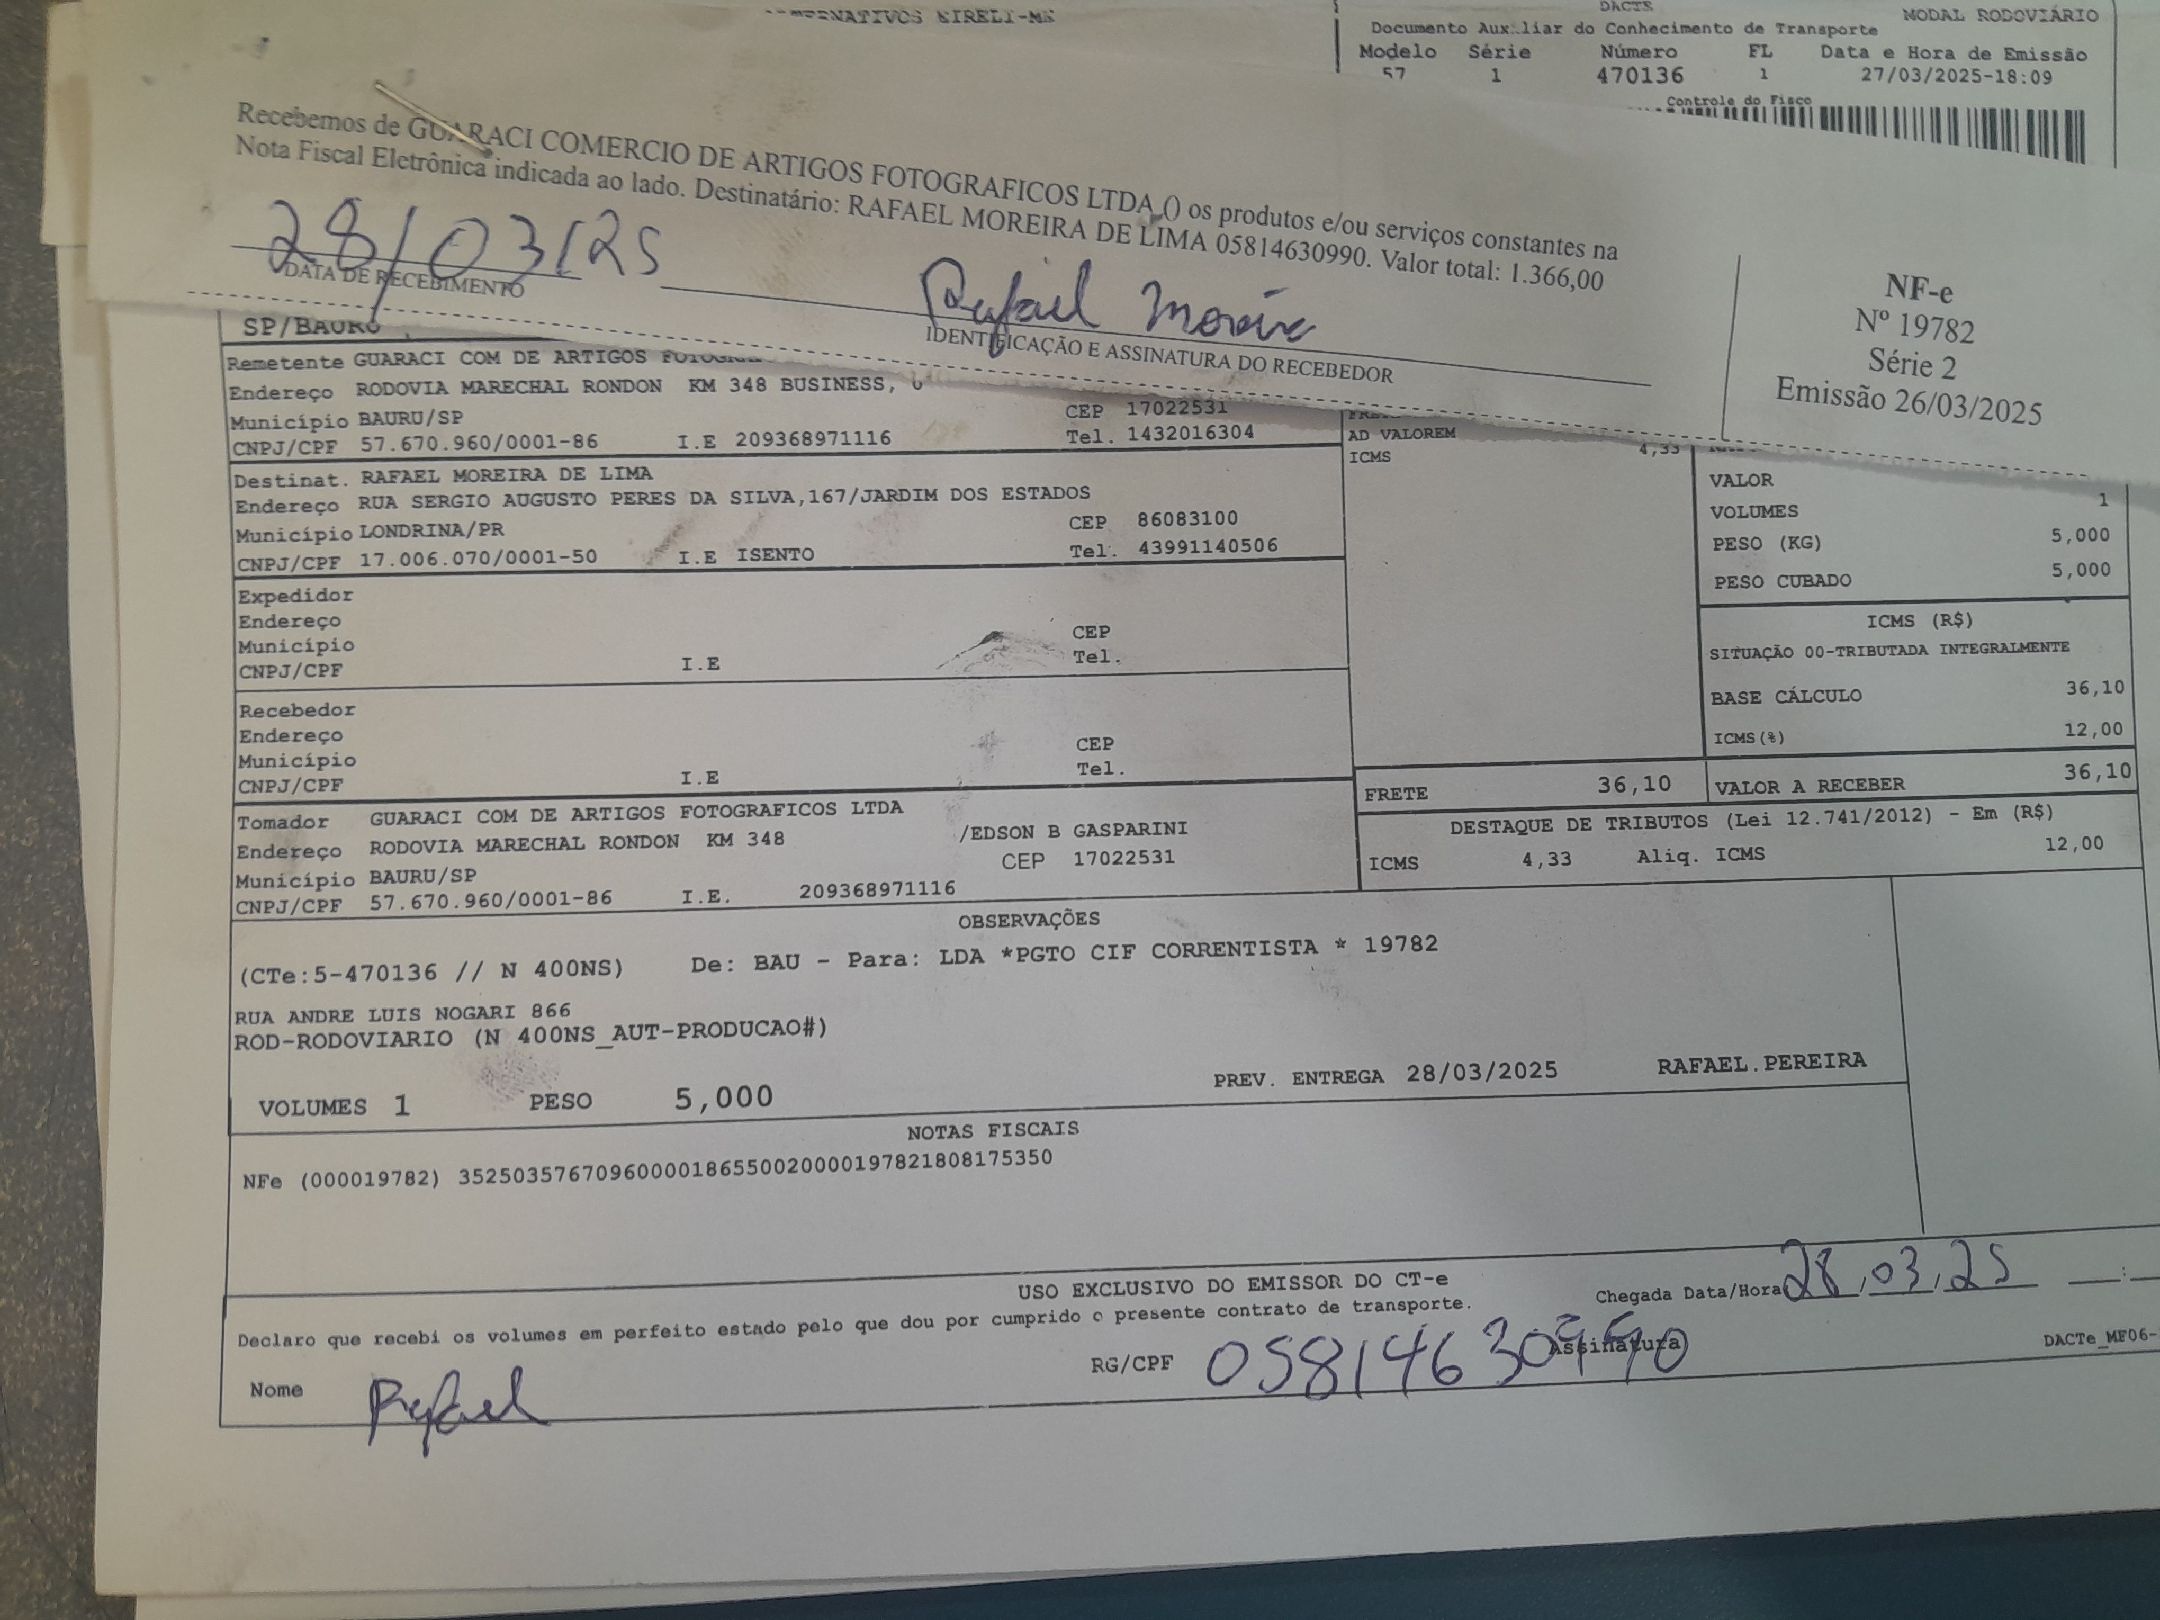 EIRELI-ME
DACTE
MODAL RODOVIÁRIO
Documento Auxiliar do Conhecimento de Transporte
Modelo Série Número FL Data e Hora de Emissão
57 1 470136 1 27/03/2025-18:09
Controle do Fisco
Recebemos de GUARACI COMERCIO DE ARTIGOS FOTOGRAFICOS LTDA () os produtos e/ou serviços constantes na
Nota Fiscal Eletrônica indicada ao lado. Destinatário: RAFAEL MOREIRA DE LIMA 05814630990. Valor total: 1.366,00
28/03/25
DATA DE RECEBIMENTO
Rafael Moreira
IDENTIFICAÇÃO E ASSINATURA DO RECEBEDOR
NF-e
Nº 19782
Série 2
Emissão 26/03/2025
SP/BAURU
Remetente GUARACI COM DE ARTIGOS
Endereço RODOVIA MARECHAL RONDON KM 348 BUSINESS,
Município BAURU/SP CEP 17022531
CNPJ/CPF 57.670.960/0001-86 I.E 209368971116 Tel. 1432016304
Destinat. RAFAEL MOREIRA DE LIMA
Endereço RUA SERGIO AUGUSTO PERES DA SILVA,167/JARDIM DOS ESTADOS
Município LONDRINA/PR CEP 86083100
CNPJ/CPF 17.006.070/0001-50 I.E ISENTO Tel. 43991140506
Expedidor
Endereço
Município CEP
CNPJ/CPF I.E Tel.
Recebedor
Endereço
Município CEP
CNPJ/CPF I.E Tel.
Tomador GUARACI COM DE ARTIGOS FOTOGRAFICOS LTDA
Endereço RODOVIA MARECHAL RONDON KM 348 /EDSON B GASPARINI
Município BAURU/SP CEP 17022531
CNPJ/CPF 57.670.960/0001-86 I.E. 209368971116
AD VALOREM
ICMS 4,33
VALOR
VOLUMES 1
PESO (KG) 5,000
PESO CUBADO 5,000
ICMS (R$)
SITUAÇÃO 00-TRIBUTADA INTEGRALMENTE
BASE CÁLCULO 36,10
ICMS(%) 12,00
FRETE 36,10 VALOR A RECEBER 36,10
DESTAQUE DE TRIBUTOS (Lei 12.741/2012) - Em (R$)
ICMS 4,33 Aliq. ICMS 12,00
OBSERVAÇÕES
(CTe:5-470136 // N 400NS) De: BAU - Para: LDA *PGTO CIF CORRENTISTA * 19782
RUA ANDRE LUIS NOGARI 866
ROD-RODOVIARIO (N 400NS_AUT-PRODUCAO#)
VOLUMES 1 PESO 5,000 PREV. ENTREGA 28/03/2025 RAFAEL.PEREIRA
NOTAS FISCAIS
NFe (000019782) 35250357670960000186550020000197821808175350
USO EXCLUSIVO DO EMISSOR DO CT-e
Declaro que recebi os volumes em perfeito estado pelo que dou por cumprido o presente contrato de transporte.
Chegada Data/Hora 28/03/25 :
Nome Rafael RG/CPF 05814630990 Assinatura
DACTe_MF06-